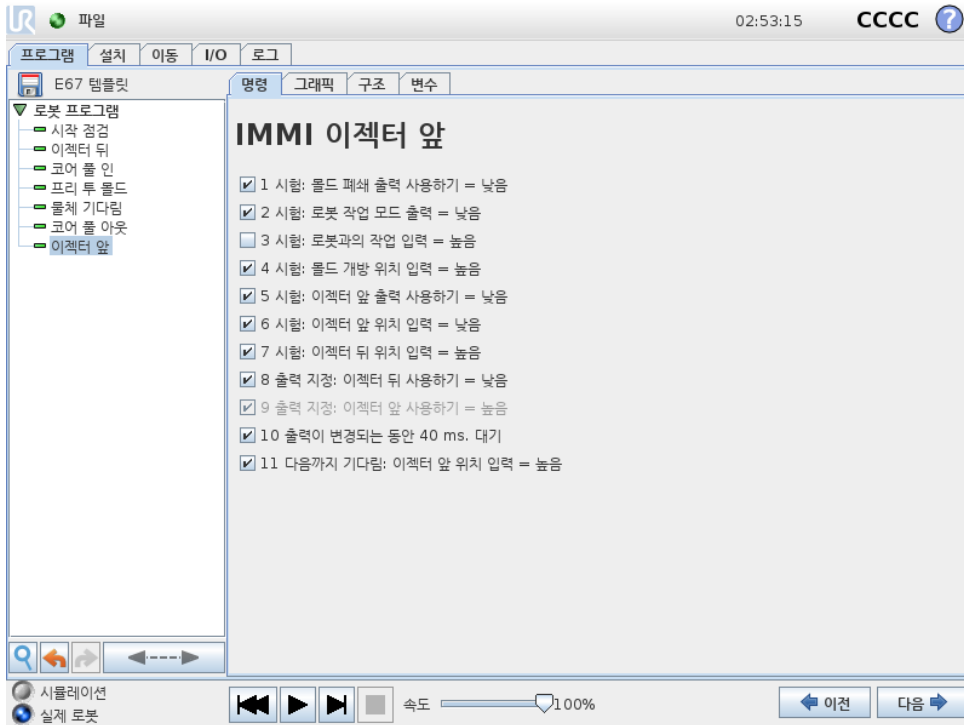 UR 파일 02:53:15 CCCC ?
프로그램 설치 이동 I/O 로그
E67 템플릿
명령 그래픽 구조 변수
로봇 프로그램
시작 점검
이젝터 뒤
코어 풀 인
프리 투 몰드
물체 기다림
코어 풀 아웃
이젝터 앞
IMMI 이젝터 앞
1 시험: 몰드 폐쇄 출력 사용하기 = 낮음
2 시험: 로봇 작업 모드 출력 = 낮음
3 시험: 로봇과의 작업 입력 = 높음
4 시험: 몰드 개방 위치 입력 = 높음
5 시험: 이젝터 앞 출력 사용하기 = 낮음
6 시험: 이젝터 앞 위치 입력 = 낮음
7 시험: 이젝터 뒤 위치 입력 = 높음
8 출력 지정: 이젝터 뒤 사용하기 = 낮음
9 출력 지정: 이젝터 앞 사용하기 = 높음
10 출력이 변경되는 동안 40 ms. 대기
11 다음까지 기다림: 이젝터 앞 위치 입력 = 높음
시뮬레이션
실제 로봇
속도 100%
이전 다음